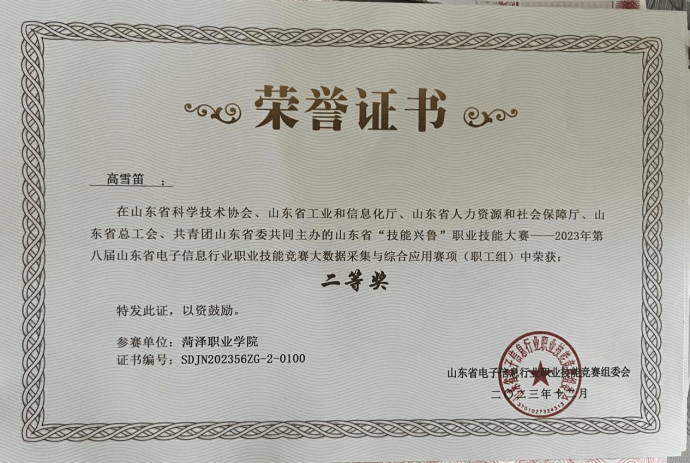 荣誉证书
高雪笛 ：
在山东省科学技术协会、山东省工业和信息化厅、山东省人力资源和社会保障厅、山
东省总工会、共青团山东省委共同主办的山东省“技能兴鲁”职业技能大赛——2023年第
八届山东省电子信息行业职业技能竞赛大数据采集与综合应用赛项（职工组）中荣获：
二等奖
特发此证，以资鼓励。
参赛单位：菏泽职业学院
证书编号：SDJN202356ZG-2-0100
山东省电子信息行业职业技能竞赛组委会
二〇二三年十二月